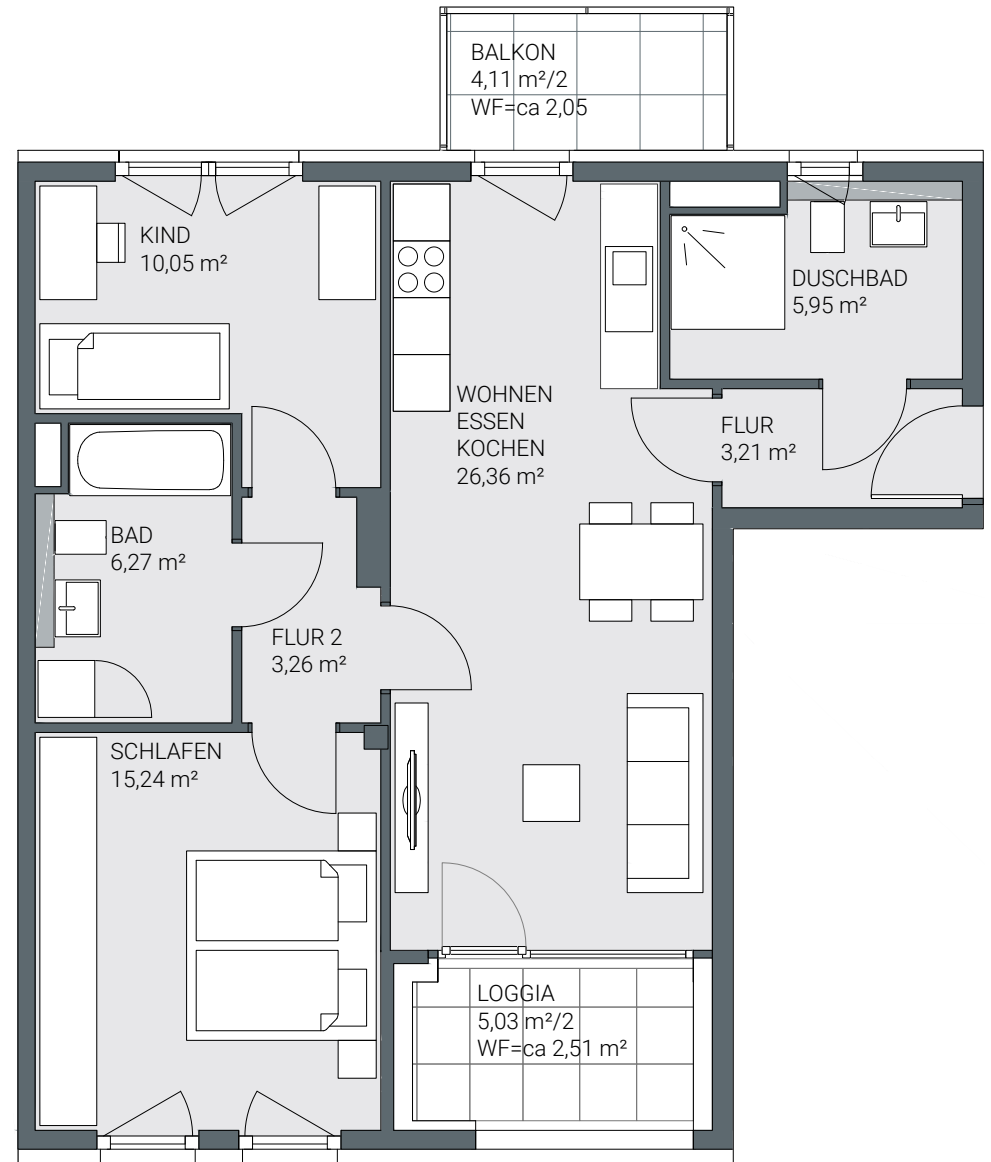 BALKON
4,11 m²/2
WF=ca 2,05
KIND
10,05 m²
DUSCHBAD
5,95 m²
WOHNEN
ESSEN
KOCHEN
26,36 m²
FLUR
3,21 m²
BAD
6,27 m²
FLUR 2
3,26 m²
SCHLAFEN
15,24 m²
LOGGIA
5,03 m²/2
WF=ca 2,51 m²